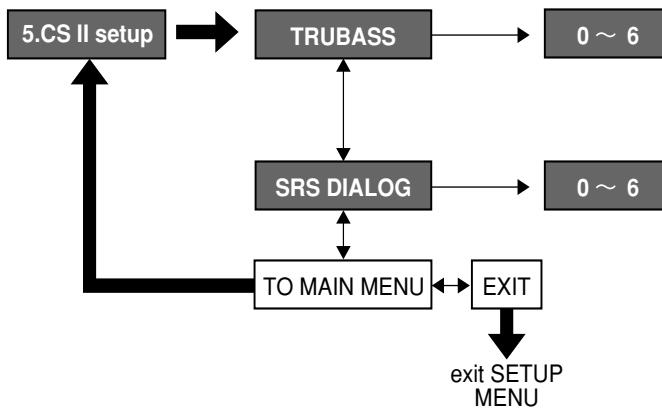 5.CS II setup
TRUBASS
0 ～ 6
SRS DIALOG
0 ～ 6
TO MAIN MENU
EXIT
exit SETUP
MENU